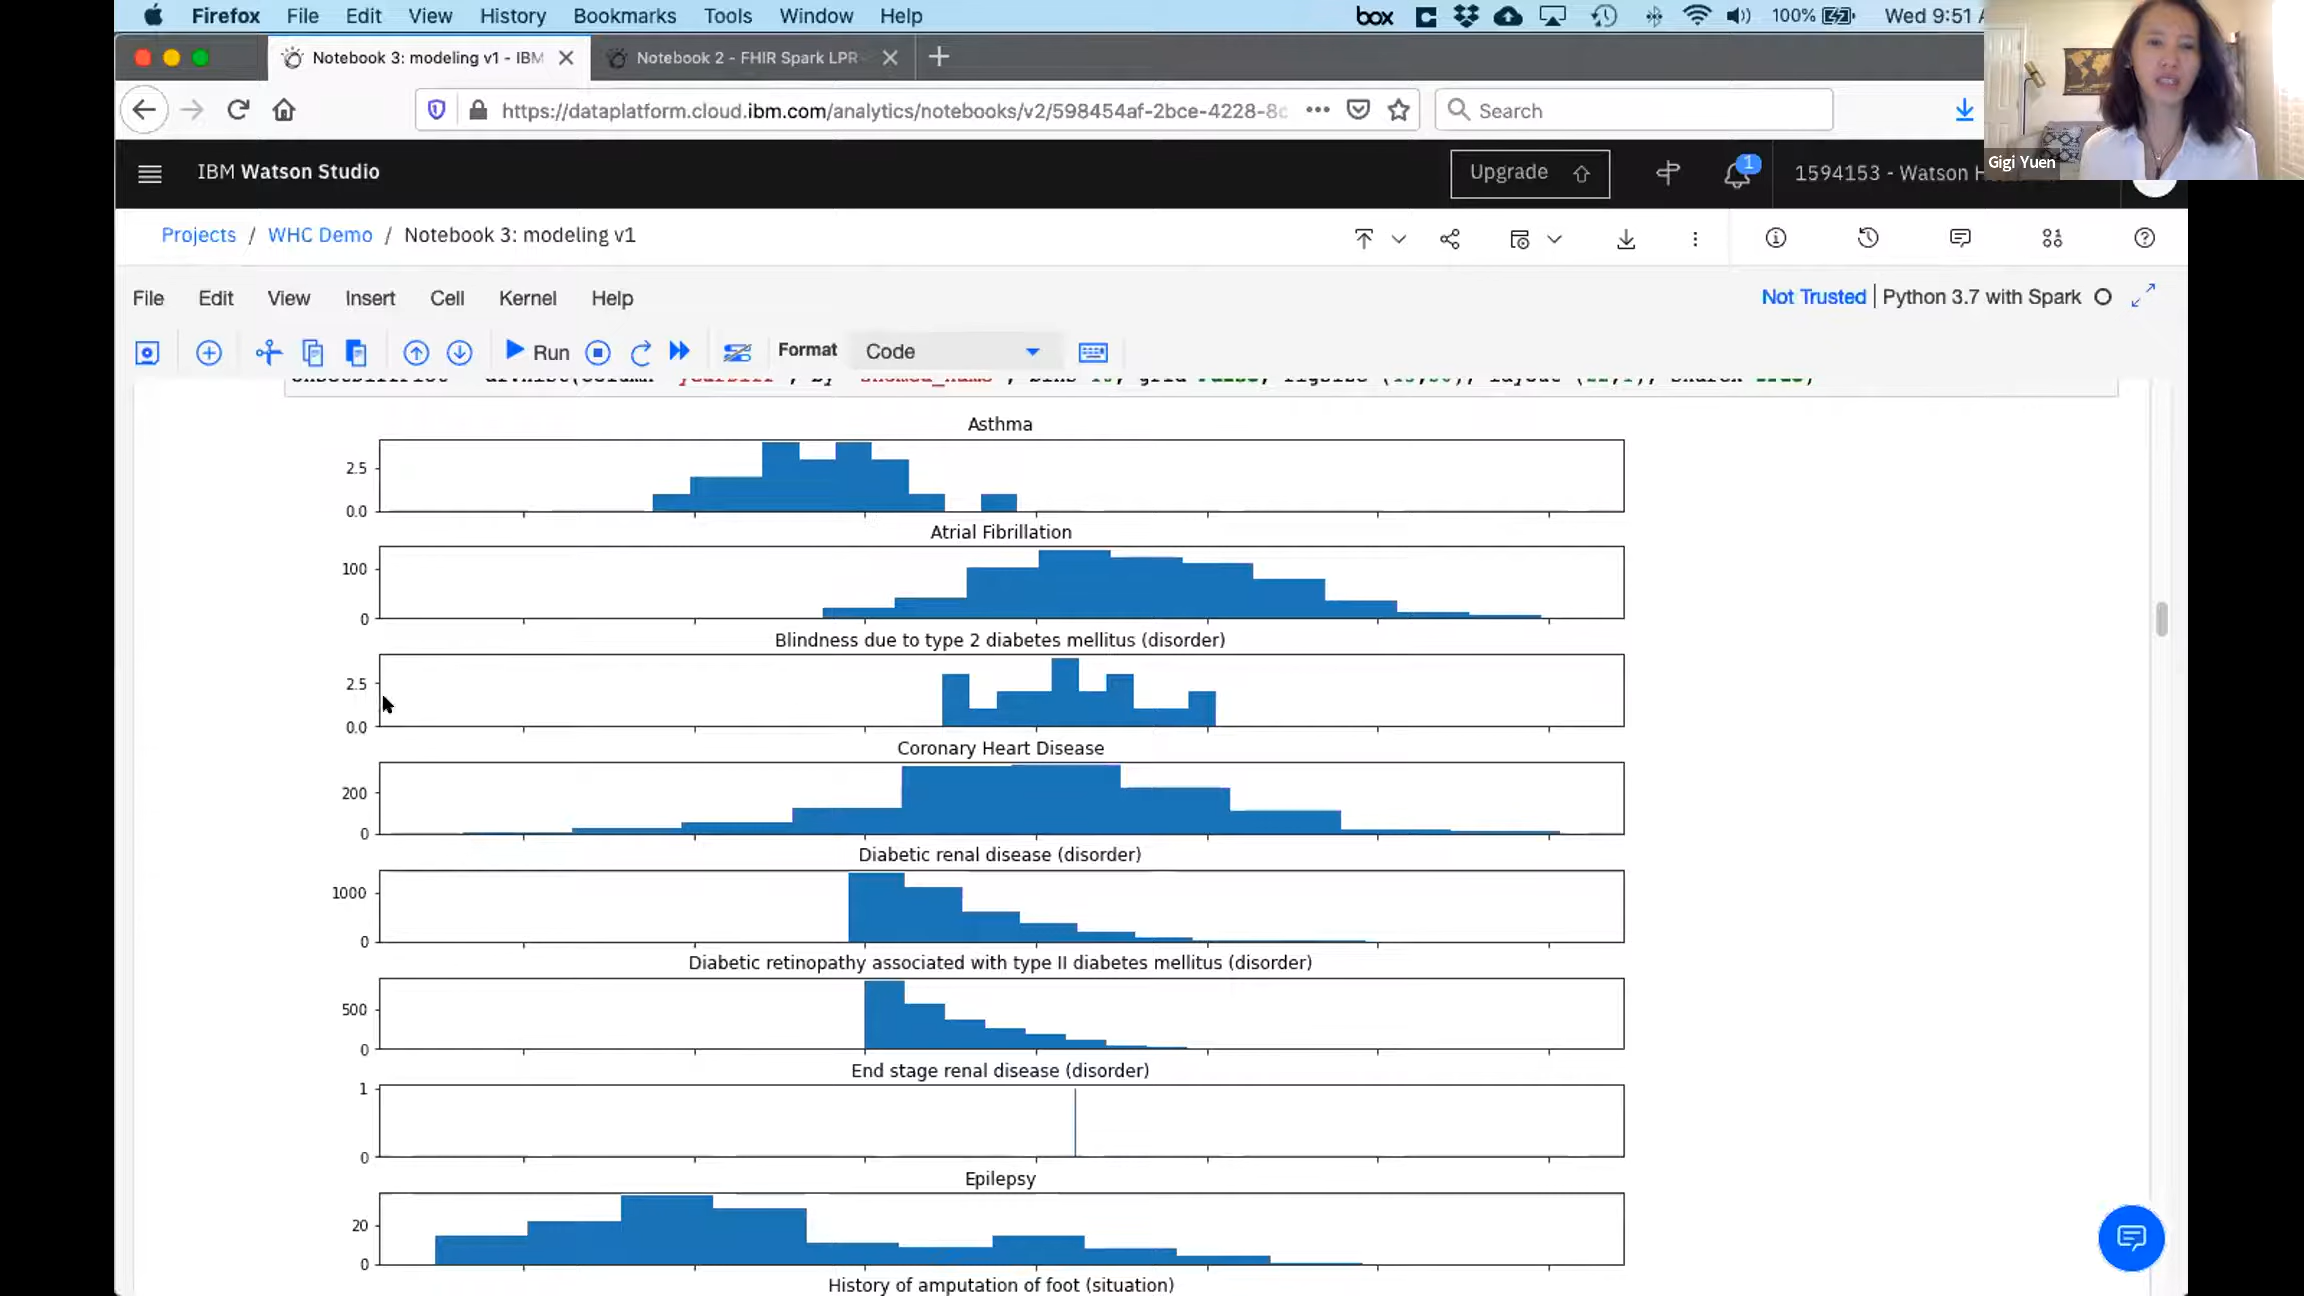 Firefox File Edit View History Bookmarks Tools Window Help box 100% Wed 9:51
Notebook 3: modeling v1 - IBM Notebook 2 - FHIR Spark LPR
https://dataplatform.cloud.ibm.com/analytics/notebooks/v2/598454af-2bce-4228-8c Search
Gigi Yuen
IBM Watson Studio Upgrade 1 1594153 - Watson H
Projects / WHC Demo / Notebook 3: modeling v1
File Edit View Insert Cell Kernel Help Not Trusted Python 3.7 with Spark
Run Format Code
Asthma
2.5
0.0
Atrial Fibrillation
100
0
Blindness due to type 2 diabetes mellitus (disorder)
2.5
0.0
Coronary Heart Disease
200
0
Diabetic renal disease (disorder)
1000
0
Diabetic retinopathy associated with type II diabetes mellitus (disorder)
500
0
End stage renal disease (disorder)
1
0
Epilepsy
20
0
History of amputation of foot (situation)